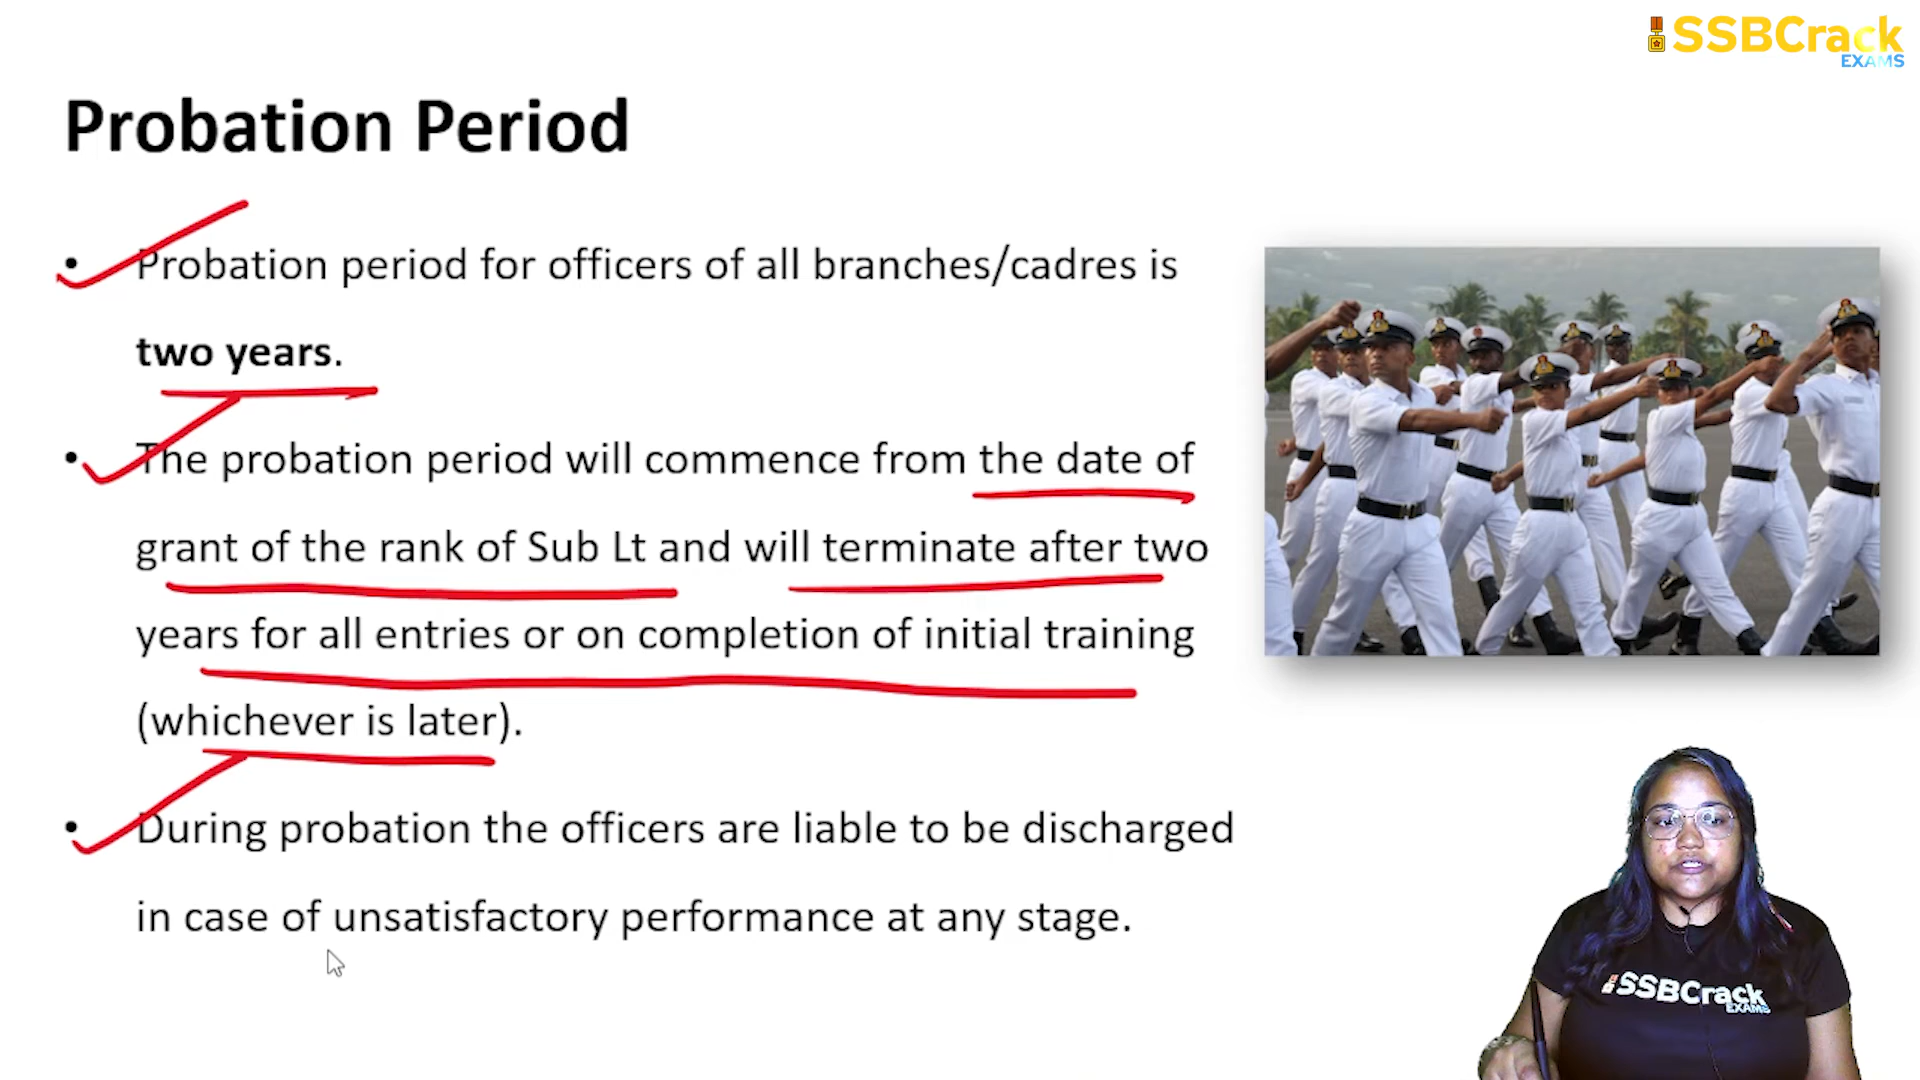 SSBCrack
EXAMS
Probation Period
• Probation period for officers of all branches/cadres is
two years.
• The probation period will commence from the date of
grant of the rank of Sub Lt and will terminate after two
years for all entries or on completion of initial training
(whichever is later).
• During probation the officers are liable to be discharged
in case of unsatisfactory performance at any stage.
SSBCrack
EXAMS